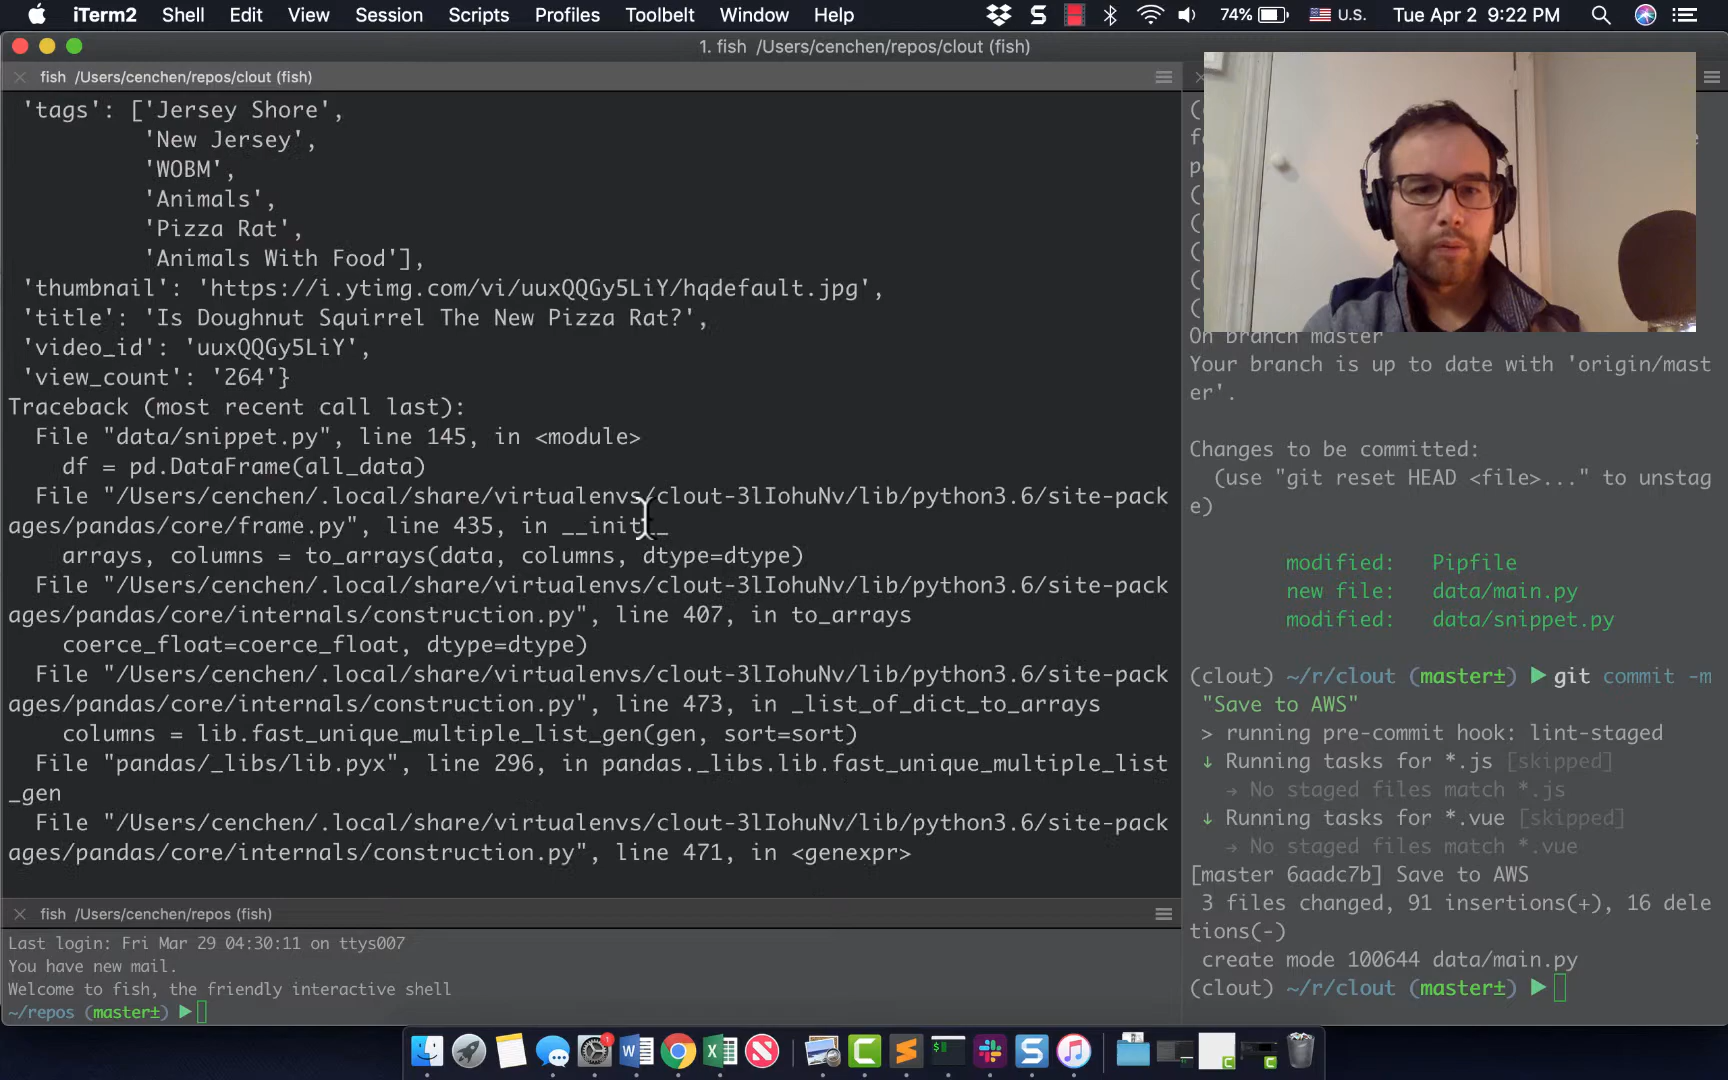 iTerm2 Shell Edit View Session Scripts Profiles Toolbelt Window Help 74% U.S. Tue Apr 2 9:22 PM
1. fish /Users/cenchen/repos/clout (fish)
fish /Users/cenchen/repos/clout (fish)
'tags': ['Jersey Shore',
'New Jersey',
'WOBM',
'Animals',
'Pizza Rat',
'Animals With Food'],
'thumbnail': 'https://i.ytimg.com/vi/uuxQQGy5LiY/hqdefault.jpg',
'title': 'Is Doughnut Squirrel The New Pizza Rat?',
'video_id': 'uuxQQGy5LiY',
'view_count': '264'}
Traceback (most recent call last):
File "data/snippet.py", line 145, in <module>
df = pd.DataFrame(all_data)
File "/Users/cenchen/.local/share/virtualenvs/clout-3lIohuNv/lib/python3.6/site-pack
ages/pandas/core/frame.py", line 435, in __init__
arrays, columns = to_arrays(data, columns, dtype=dtype)
File "/Users/cenchen/.local/share/virtualenvs/clout-3lIohuNv/lib/python3.6/site-pack
ages/pandas/core/internals/construction.py", line 407, in to_arrays
coerce_float=coerce_float, dtype=dtype)
File "/Users/cenchen/.local/share/virtualenvs/clout-3lIohuNv/lib/python3.6/site-pack
ages/pandas/core/internals/construction.py", line 473, in _list_of_dict_to_arrays
columns = lib.fast_unique_multiple_list_gen(gen, sort=sort)
File "pandas/_libs/lib.pyx", line 296, in pandas._libs.lib.fast_unique_multiple_list
_gen
File "/Users/cenchen/.local/share/virtualenvs/clout-3lIohuNv/lib/python3.6/site-pack
ages/pandas/core/internals/construction.py", line 471, in <genexpr>
fish /Users/cenchen/repos (fish)
Last login: Fri Mar 29 04:30:11 on ttys007
You have new mail.
Welcome to fish, the friendly interactive shell
~/repos (master±)
On branch master
Your branch is up to date with 'origin/mast
er'.
Changes to be committed:
(use "git reset HEAD <file>..." to unstag
e)
modified: Pipfile
new file: data/main.py
modified: data/snippet.py
(clout) ~/r/clout (master±) git commit -m
"Save to AWS"
> running pre-commit hook: lint-staged
↓ Running tasks for *.js [skipped]
→ No staged files match *.js
↓ Running tasks for *.vue [skipped]
→ No staged files match *.vue
[master 6aadc7b] Save to AWS
3 files changed, 91 insertions(+), 16 dele
tions(-)
create mode 100644 data/main.py
(clout) ~/r/clout (master±)